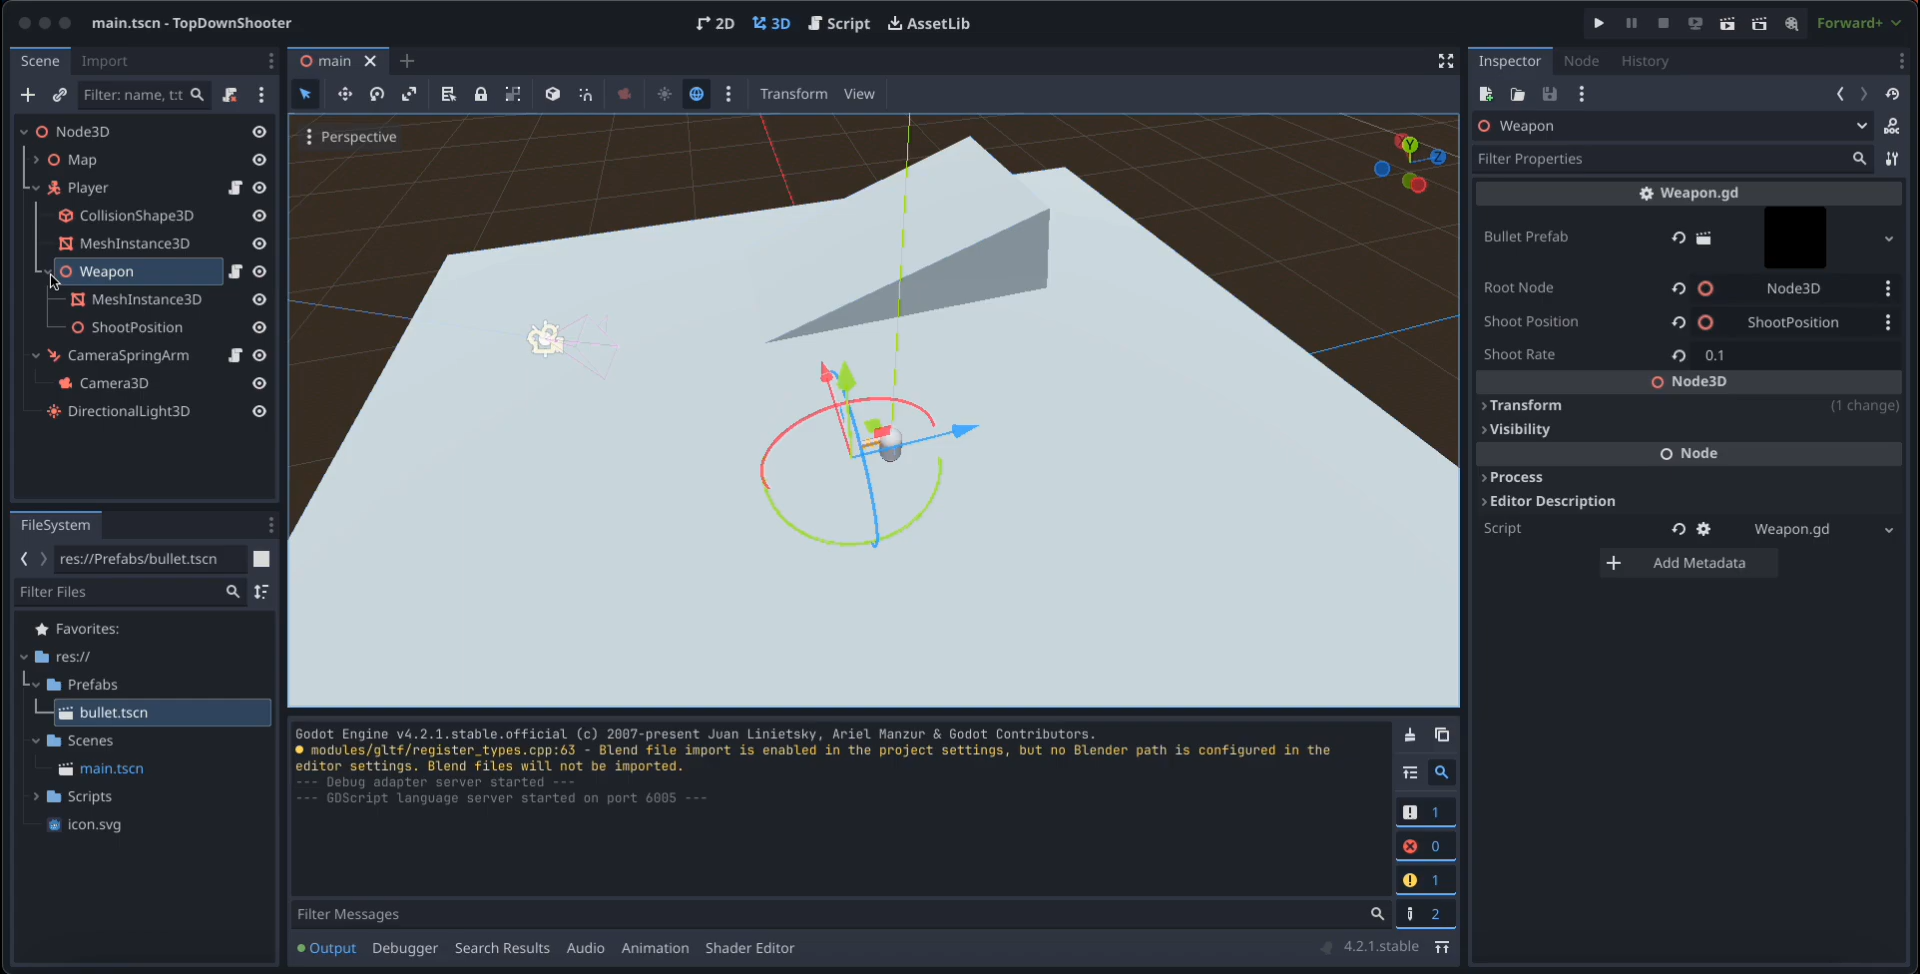 main.tscn - TopDownShooter
2D
3D
Script
AssetLib
Forward+
Scene
Import
Filter: name, t:t
Node3D
Map
Player
CollisionShape3D
MeshInstance3D
Weapon
MeshInstance3D
ShootPosition
CameraSpringArm
Camera3D
DirectionalLight3D
FileSystem
res://Prefabs/bullet.tscn
Filter Files
Favorites:
res://
Prefabs
bullet.tscn
Scenes
main.tscn
Scripts
icon.svg
main
Transform
View
Perspective
Y
Z
Godot Engine v4.2.1.stable.official (c) 2007-present Juan Linietsky, Ariel Manzur & Godot Contributors.
modules/gltf/register_types.cpp:63 - Blend file import is enabled in the project settings, but no Blender path is configured in the
editor settings. Blend files will not be imported.
--- Debug adapter server started ---
--- GDScript language server started on port 6005 ---
1
0
1
2
Filter Messages
Output
Debugger
Search Results
Audio
Animation
Shader Editor
4.2.1.stable
Inspector
Node
History
Weapon
DOC
Filter Properties
Weapon.gd
Bullet Prefab
Root Node
Node3D
Shoot Position
ShootPosition
Shoot Rate
0.1
Node3D
Transform
(1 change)
Visibility
Node
Process
Editor Description
Script
Weapon.gd
Add Metadata